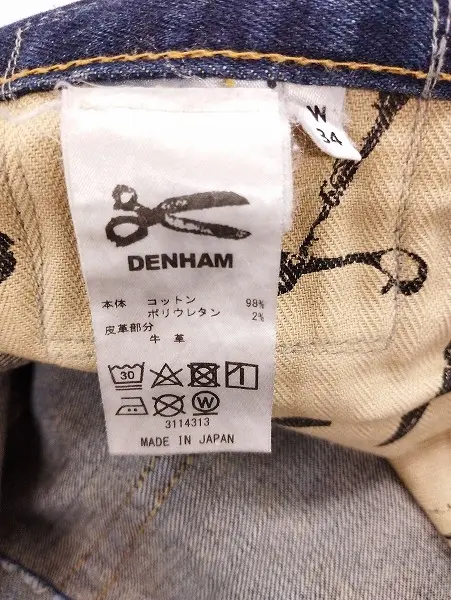 W
34
DENHAM
本体 コットン 98%
ポリウレタン 2%
皮革部分
牛革
30
W
3114313
MADE IN JAPAN